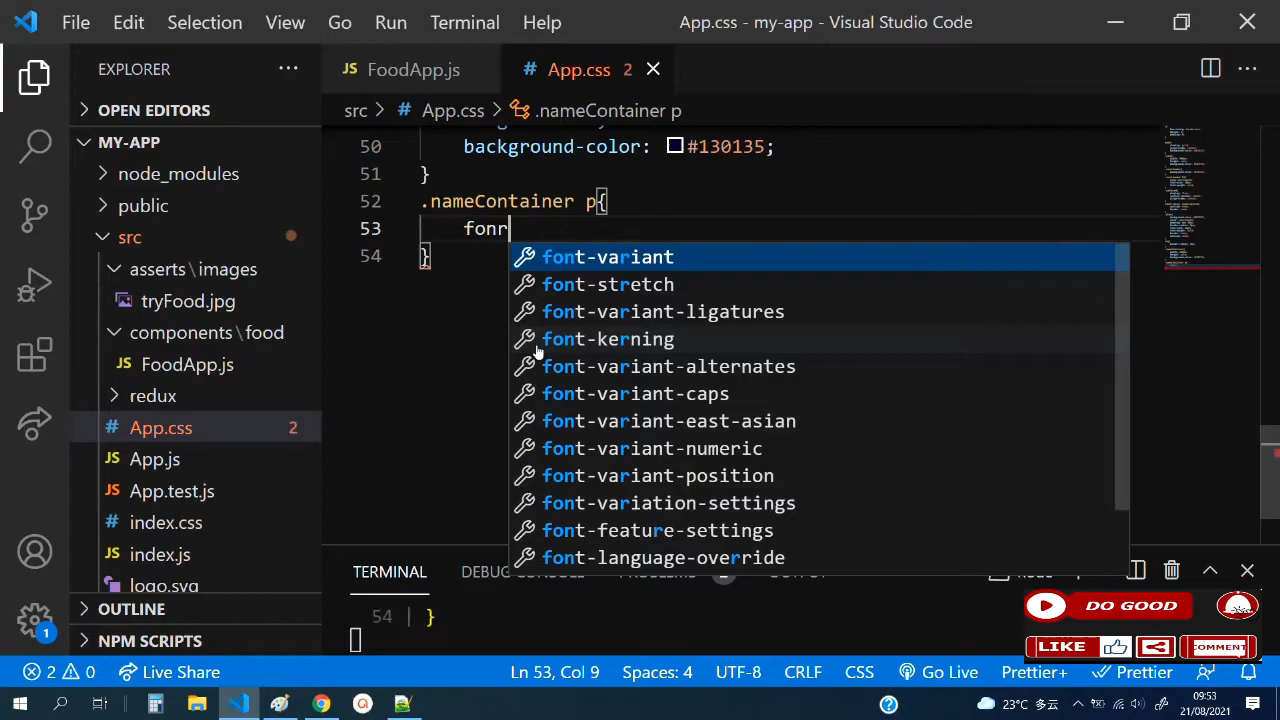 File Edit Selection View Go Run Terminal Help App.css - my-app - Visual Studio Code
EXPLORER
FoodApp.js
App.css 2
OPEN EDITORS
src > App.css > .nameContainer p
MY-APP
node_modules
public
src
asserts\images
tryFood.jpg
components\food
FoodApp.js
redux
App.css 2
App.js
App.test.js
index.css
index.js
logo.svg
OUTLINE
NPM SCRIPTS
50 background-color: #130135;
51 }
52 .nameContainer p{
53 fonr
54 }
font-variant
font-stretch
font-variant-ligatures
font-kerning
font-variant-alternates
font-variant-caps
font-variant-east-asian
font-variant-numeric
font-variant-position
font-variation-settings
font-feature-settings
font-language-override
TERMINAL
54 | }
DO GOOD
LIKE
COMMENT
1
2 0 Live Share Ln 53, Col 9 Spaces: 4 UTF-8 CRLF CSS Go Live Prettier+ Prettier
23°C 多云
09:53
21/08/2021